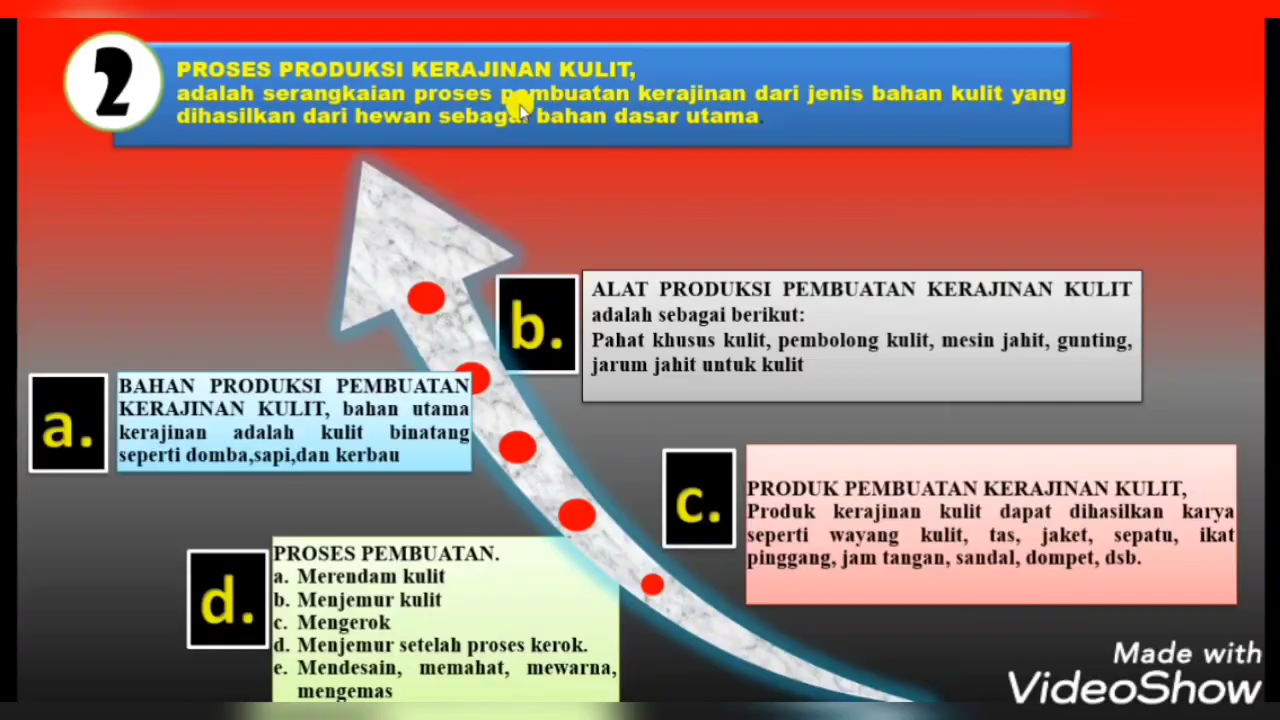 2
PROSES PRODUKSI KERAJINAN KULIT,
adalah serangkaian proses pembuatan kerajinan dari jenis bahan kulit yang
dihasilkan dari hewan sebagai bahan dasar utama.
a.
BAHAN PRODUKSI PEMBUATAN
KERAJINAN KULIT, bahan utama
kerajinan adalah kulit binatang
seperti domba,sapi,dan kerbau
b.
ALAT PRODUKSI PEMBUATAN KERAJINAN KULIT
adalah sebagai berikut:
Pahat khusus kulit, pembolong kulit, mesin jahit, gunting,
jarum jahit untuk kulit
c.
PRODUK PEMBUATAN KERAJINAN KULIT,
Produk kerajinan kulit dapat dihasilkan karya
seperti wayang kulit, tas, jaket, sepatu, ikat
pinggang, jam tangan, sandal, dompet, dsb.
d.
PROSES PEMBUATAN.
a. Merendam kulit
b. Menjemur kulit
c. Mengerok
d. Menjemur setelah proses kerok.
e. Mendesain, memahat, mewarna,
mengemas
Made with
VideoShow